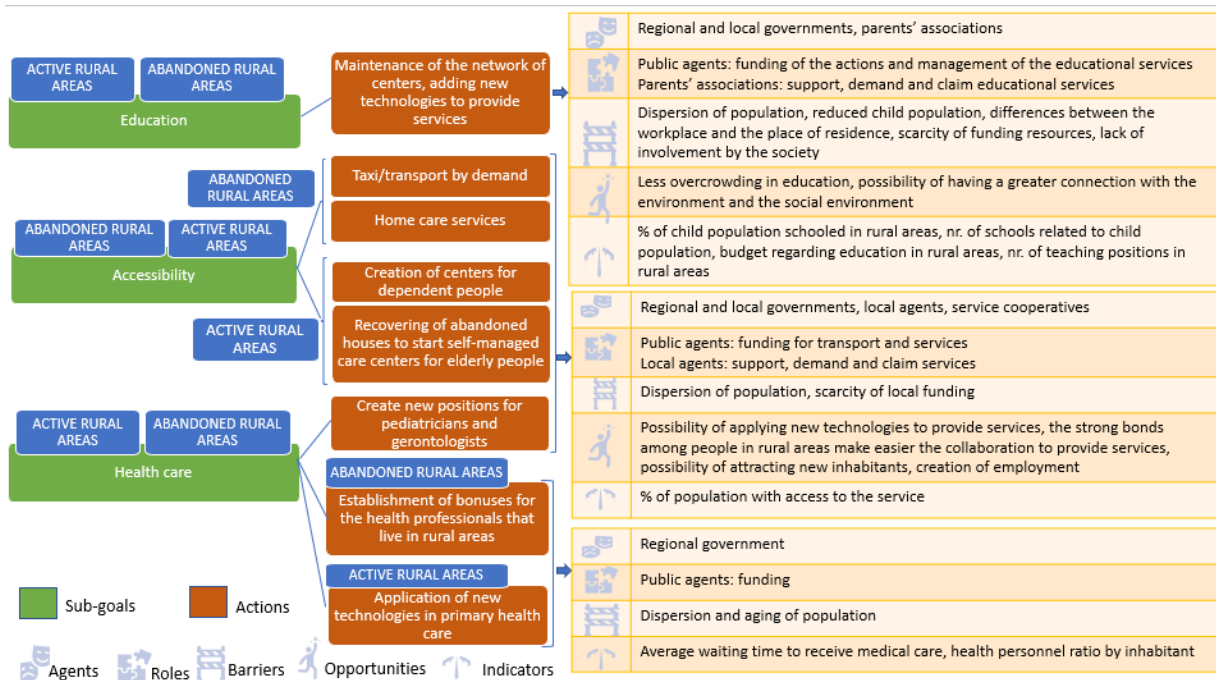 ACTIVE RURAL
AREAS
ABANDONED RURAL
AREAS
Education
Maintenance of the network of
centers, adding new
technologies to provide
services
ABANDONED
RURAL AREAS
Taxi/transport by demand
Home care services
ABANDONED RURAL
AREAS
ACTIVE RURAL
AREAS
Accessibility
ACTIVE RURAL
AREAS
Creation of centers for
dependent people
Recovering of abandoned
houses to start self-managed
care centers for elderly people
ACTIVE RURAL
AREAS
ABANDONED RURAL
AREAS
Health care
Create new positions for
pediatricians and
gerontologists
ABANDONED RURAL AREAS
Establishment of bonuses for
the health professionals that
live in rural areas
ACTIVE RURAL AREAS
Application of new
technologies in primary health
care
Regional and local governments, parents’ associations
Public agents: funding of the actions and management of the educational services
Parents’ associations: support, demand and claim educational services
Dispersion of population, reduced child population, differences between the
workplace and the place of residence, scarcity of funding resources, lack of
involvement by the society
Less overcrowding in education, possibility of having a greater connection with the
environment and the social environment
% of child population schooled in rural areas, nr. of schools related to child
population, budget regarding education in rural areas, nr. of teaching positions in
rural areas
Regional and local governments, local agents, service cooperatives
Public agents: funding for transport and services
Local agents: support, demand and claim services
Dispersion of population, scarcity of local funding
Possibility of applying new technologies to provide services, the strong bonds
among people in rural areas make easier the collaboration to provide services,
possibility of attracting new inhabitants, creation of employment
% of population with access to the service
Regional government
Public agents: funding
Dispersion and aging of population
Average waiting time to receive medical care, health personnel ratio by inhabitant
Sub-goals
Actions
Agents
Roles
Barriers
Opportunities
Indicators